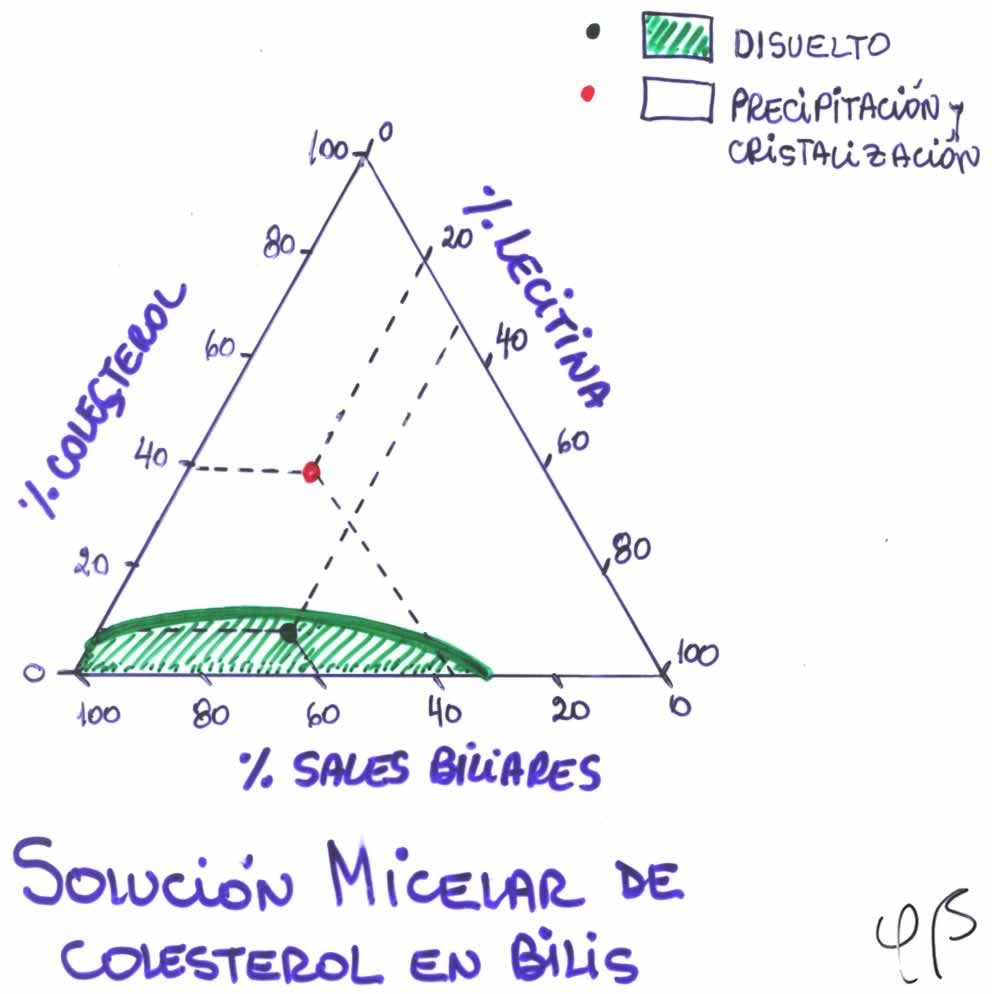 DISUELTO
PRECIPITACIÓN y
CRISTALIZACIÓN
100 0
80
60
40
20
0
20
40
60
80
100
% COLESTEROL
% LECITINA
100 80 60 40 20 0
% SALES BILIARES
SOLUCIÓN MICELAR DE
COLESTEROL EN BILIS